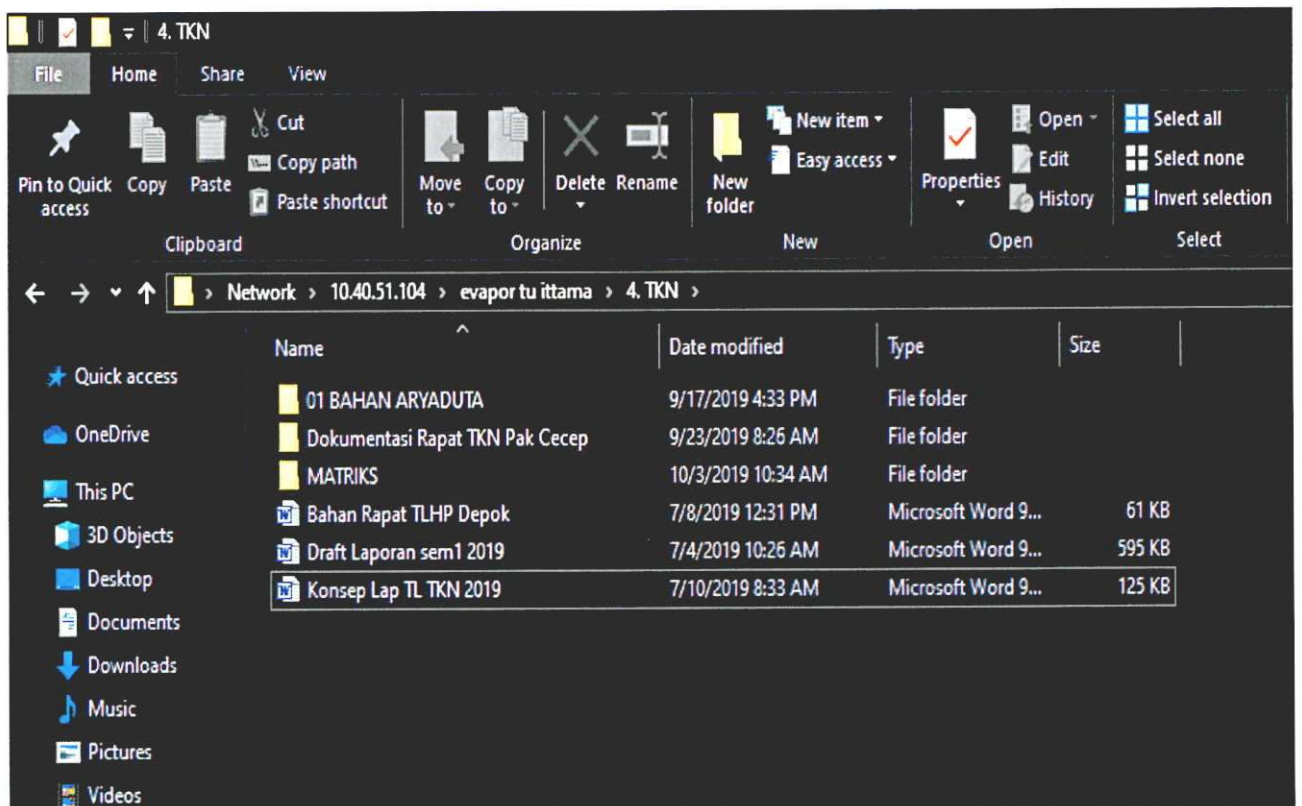 4. TKN
File Home Share View
Pin to Quick access
Copy
Paste
Cut
Copy path
Paste shortcut
Move to
Copy to
Delete
Rename
New folder
New item
Easy access
Properties
Open
Edit
History
Select all
Select none
Invert selection
Clipboard Organize New Open Select
Network > 10.40.51.104 > evapor tu ittama > 4. TKN >
Name Date modified Type Size
Quick access
OneDrive
This PC
3D Objects
Desktop
Documents
Downloads
Music
Pictures
Videos
01 BAHAN ARYADUTA 9/17/2019 4:33 PM File folder
Dokumentasi Rapat TKN Pak Cecep 9/23/2019 8:26 AM File folder
MATRIKS 10/3/2019 10:34 AM File folder
Bahan Rapat TLHP Depok 7/8/2019 12:31 PM Microsoft Word 9... 61 KB
Draft Laporan sem1 2019 7/4/2019 10:26 AM Microsoft Word 9... 595 KB
Konsep Lap TL TKN 2019 7/10/2019 8:33 AM Microsoft Word 9... 125 KB